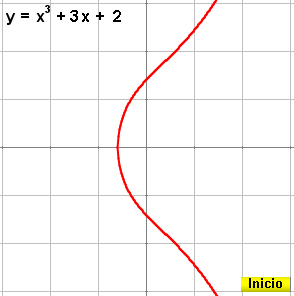 y = x³ + 3x + 2
Inicio